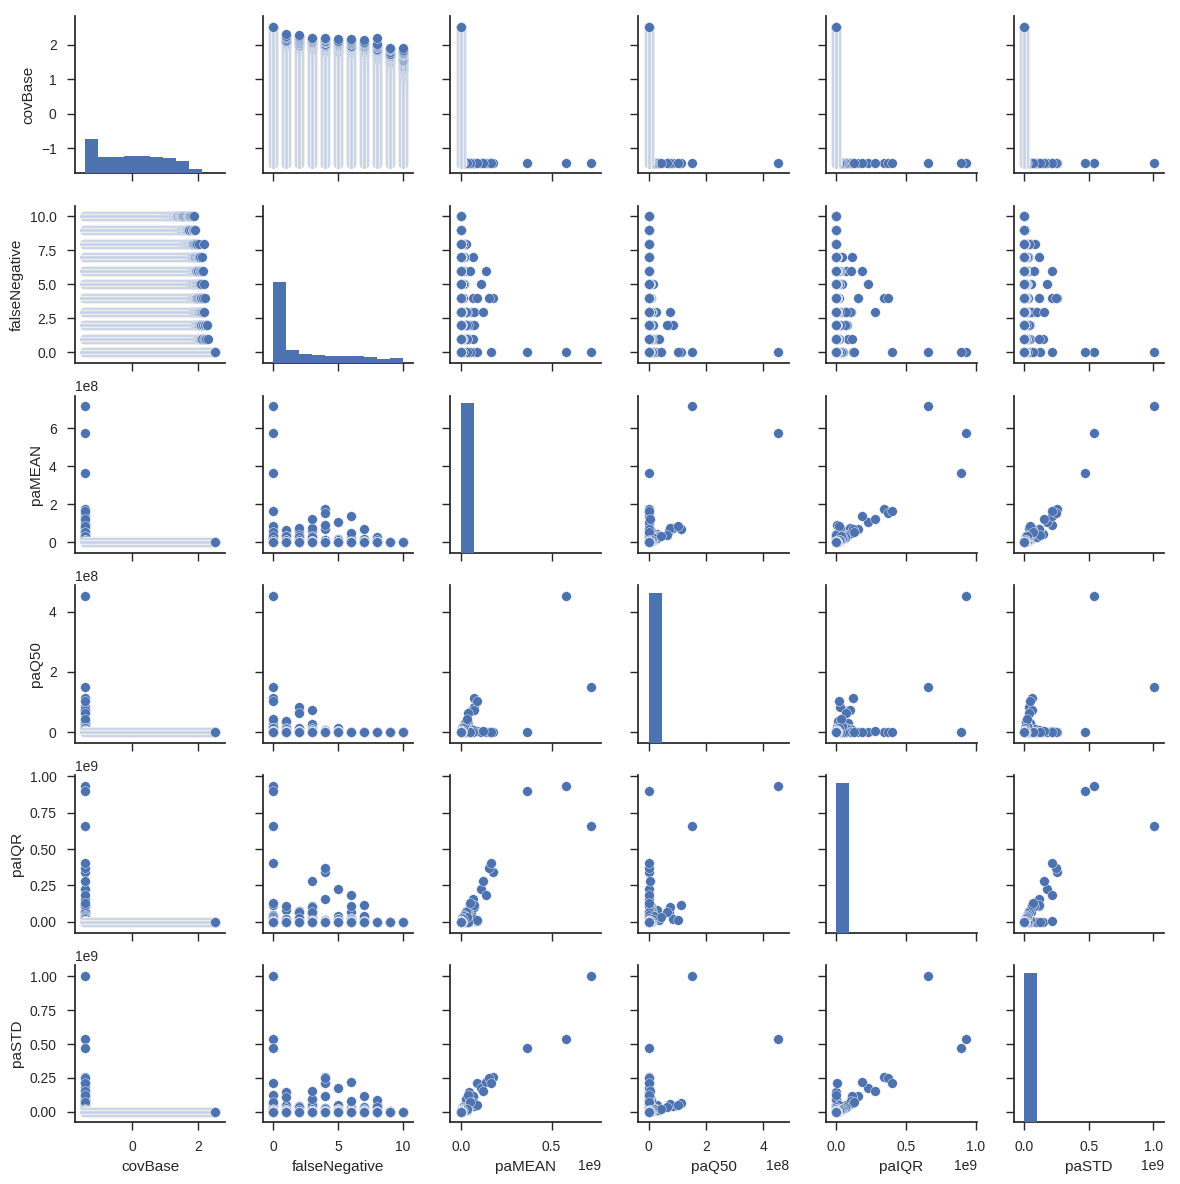 2
1
0
−1
covBase
10.0
7.5
5.0
2.5
0.0
falseNegative
1e8
6
4
2
0
paMEAN
1e8
4
2
0
paQ50
1e9
1.00
0.75
0.50
0.25
0.00
paIQR
1e9
1.00
0.75
0.50
0.25
0.00
paSTD
0 2
covBase
0 5 10
falseNegative
0.0 0.5
paMEAN 1e9
0 2 4
paQ50 1e8
0.0 0.5 1.0
paIQR 1e9
0.0 0.5 1.0
paSTD 1e9